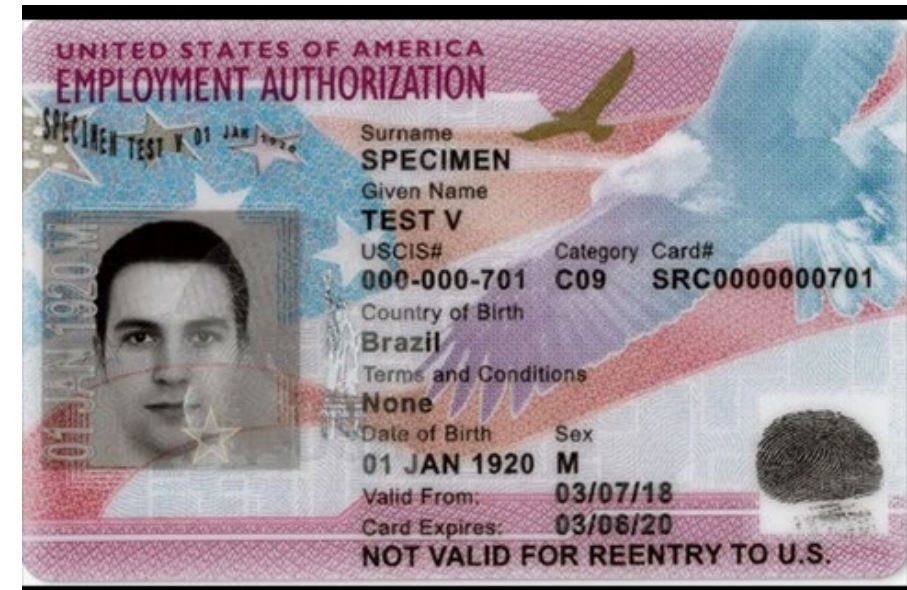 UNITED STATES OF AMERICA
EMPLOYMENT AUTHORIZATION
SPECIMEN TEST V 01 JAN 1920
Surname
SPECIMEN
Given Name
TEST V
USCIS# Category Card#
000-000-701 C09 SRC0000000701
Country of Birth
Brazil
Terms and Conditions
None
Date of Birth Sex
01 JAN 1920 M
Valid From: 03/07/18
Card Expires: 03/06/20
NOT VALID FOR REENTRY TO U.S.
01 JAN 1920 M